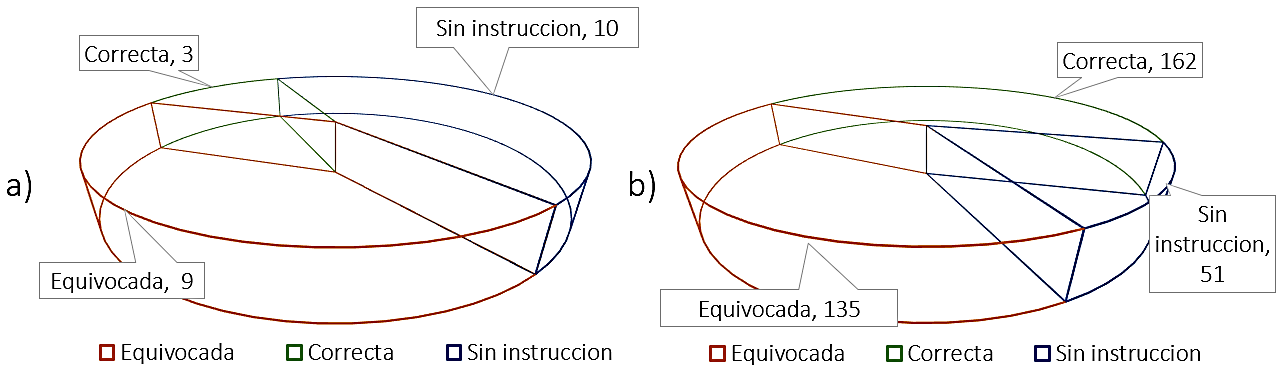 Sin instruccion, 10
Correcta, 3
a)
Equivocada, 9
Equivocada
Correcta
Sin instruccion
Correcta, 162
b)
Sin
instruccion,
51
Equivocada, 135
Equivocada
Correcta
Sin instruccion